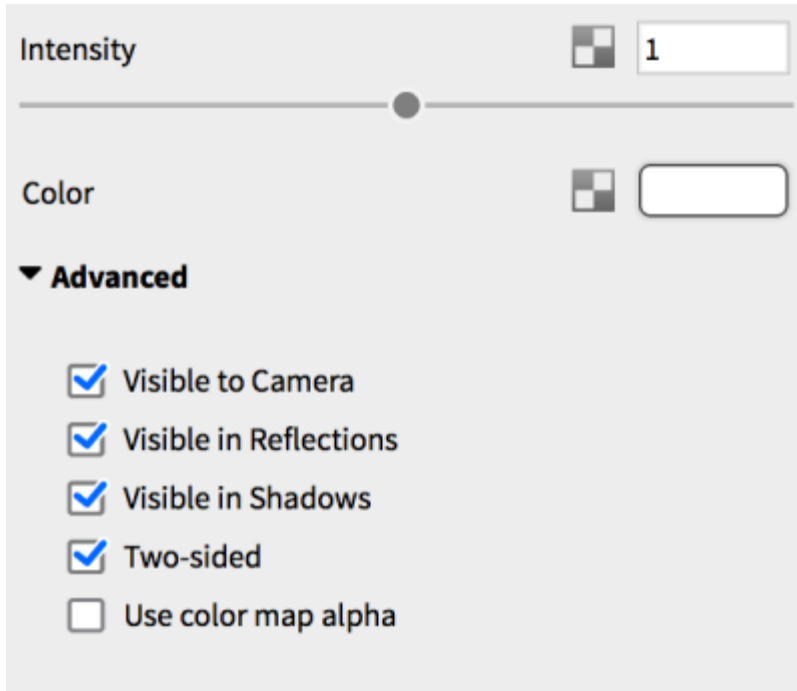 Intensity 1
Color
Advanced
Visible to Camera
Visible in Reflections
Visible in Shadows
Two-sided
Use color map alpha